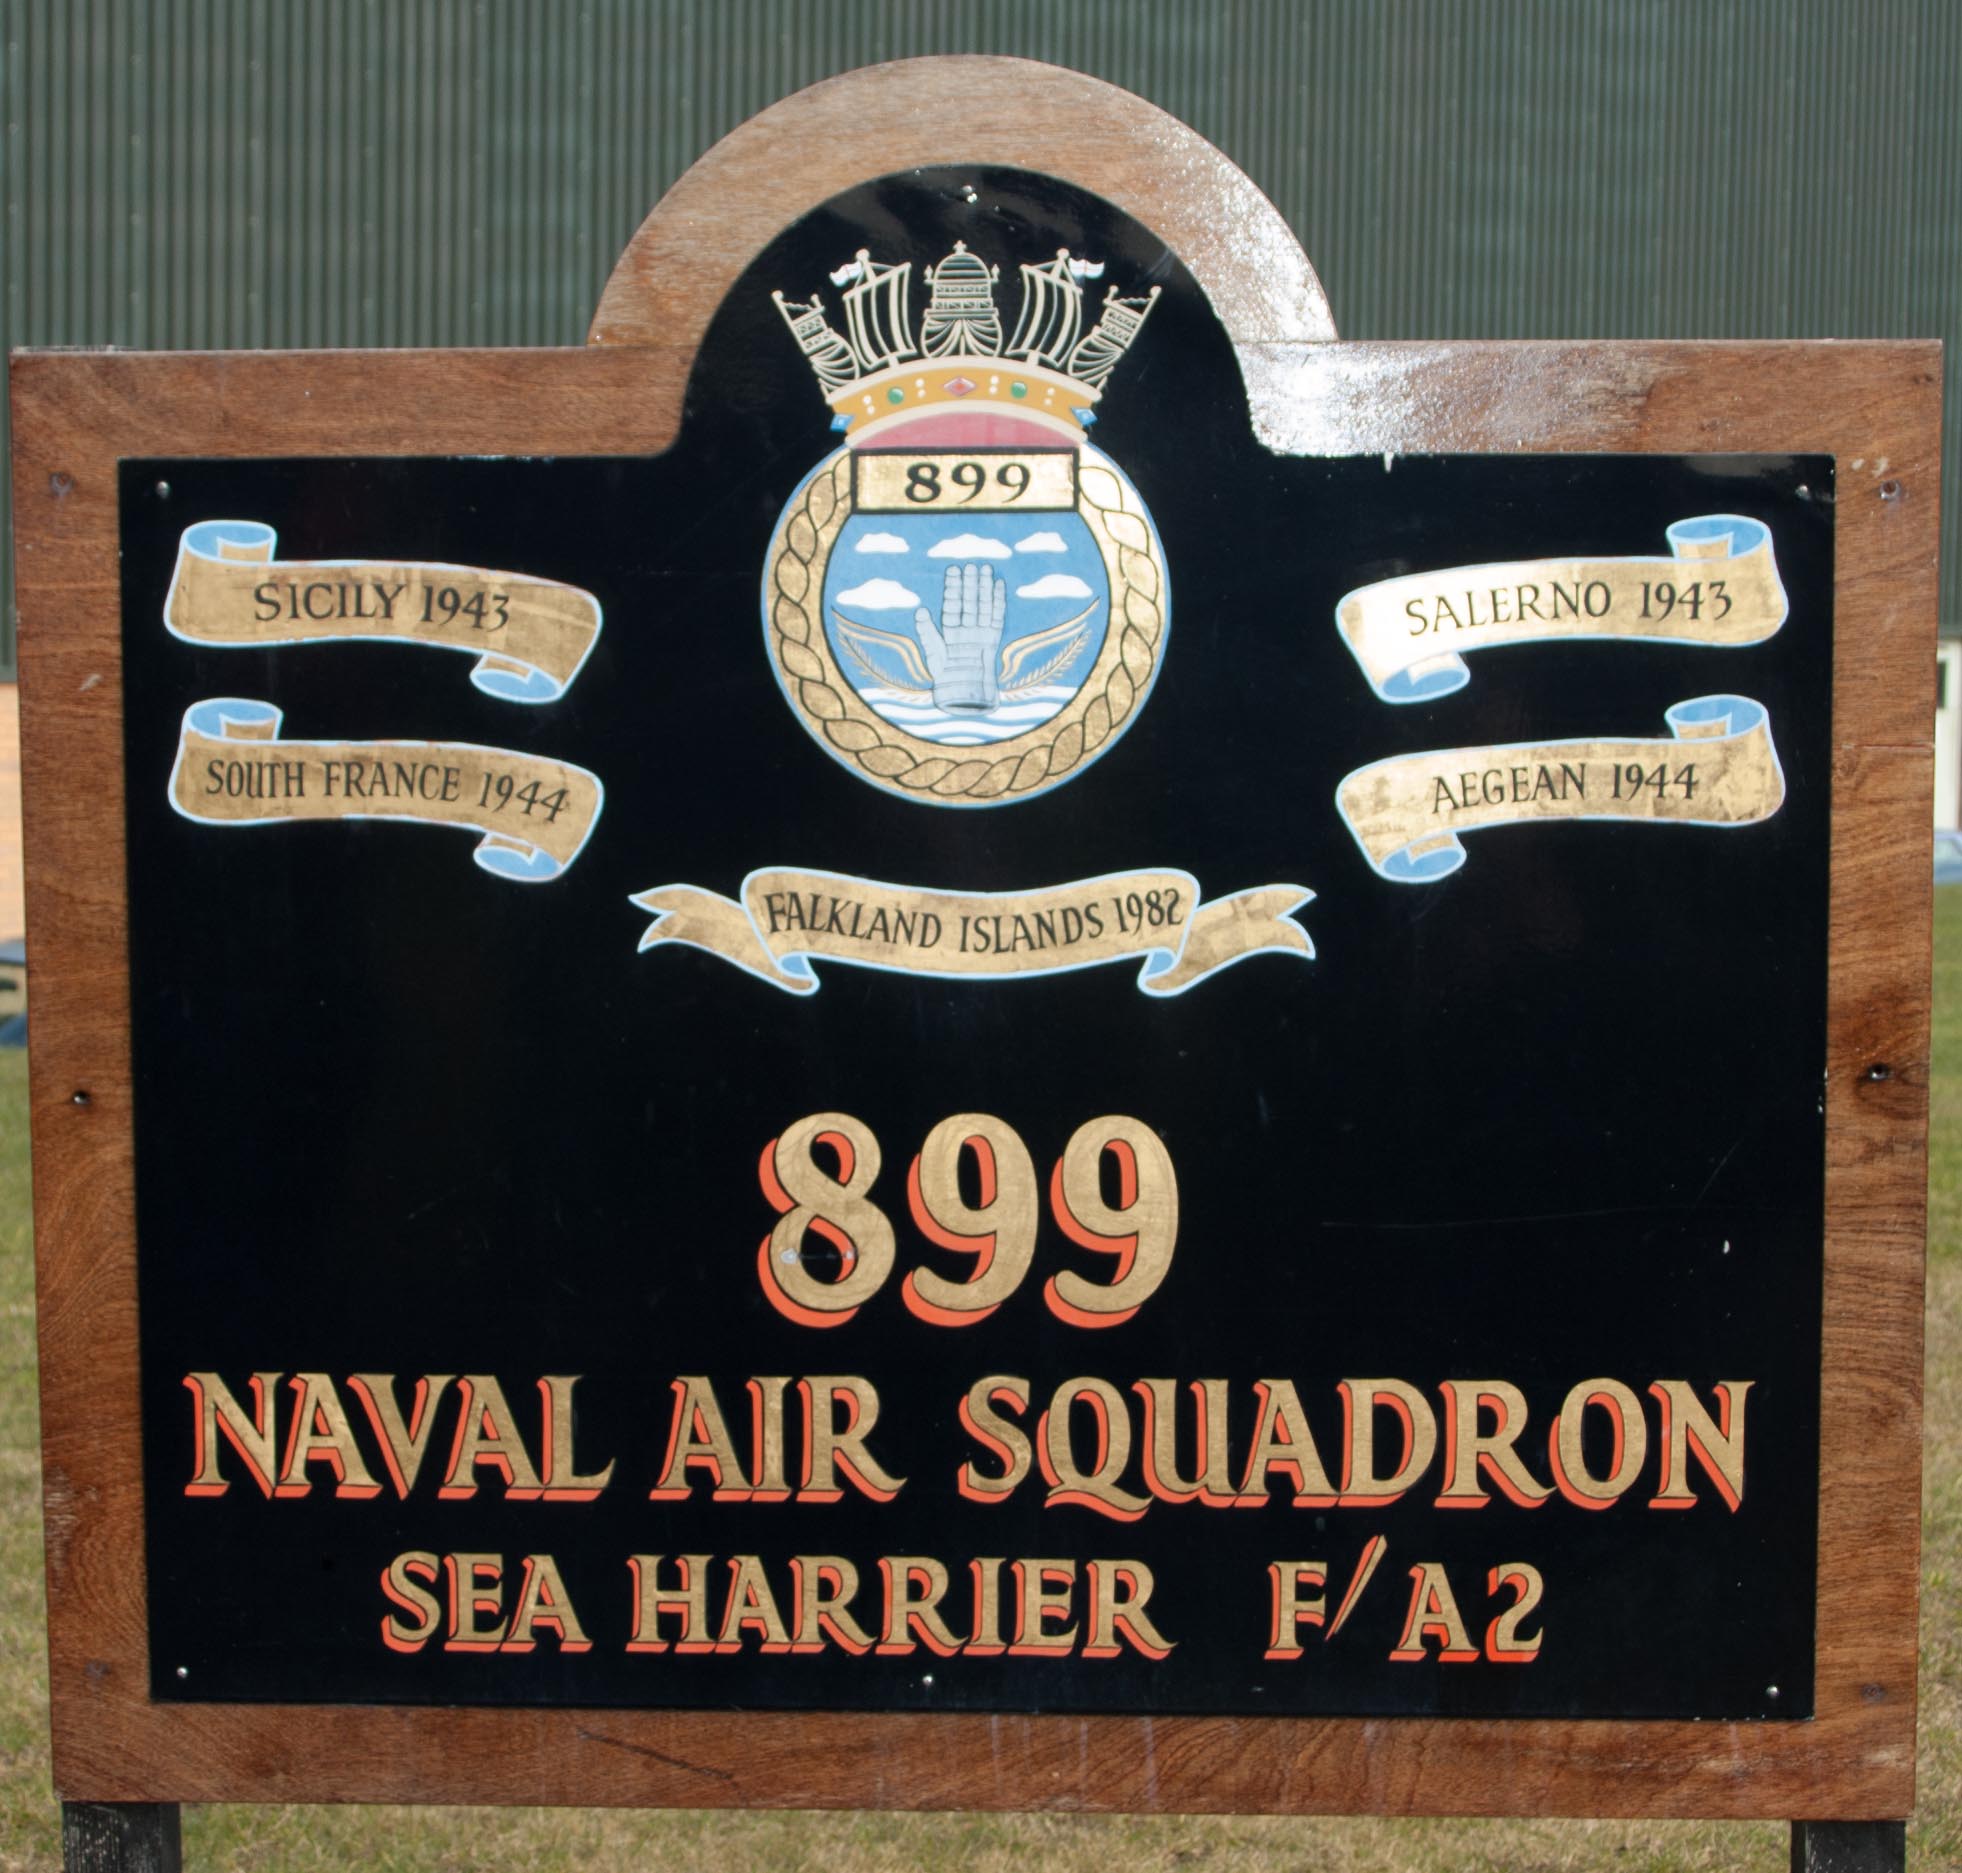 899
SICILY 1943
SALERNO 1943
SOUTH FRANCE 1944
AEGEAN 1944
FALKLAND ISLANDS 1982
899
NAVAL AIR SQUADRON
SEA HARRIER F/A2